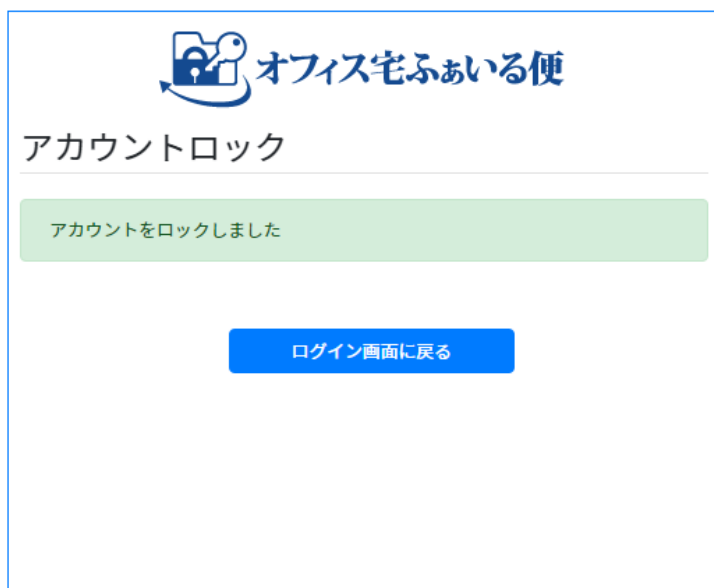 オフィス宅ふぁいる便
アカウントロック
アカウントをロックしました
ログイン画面に戻る